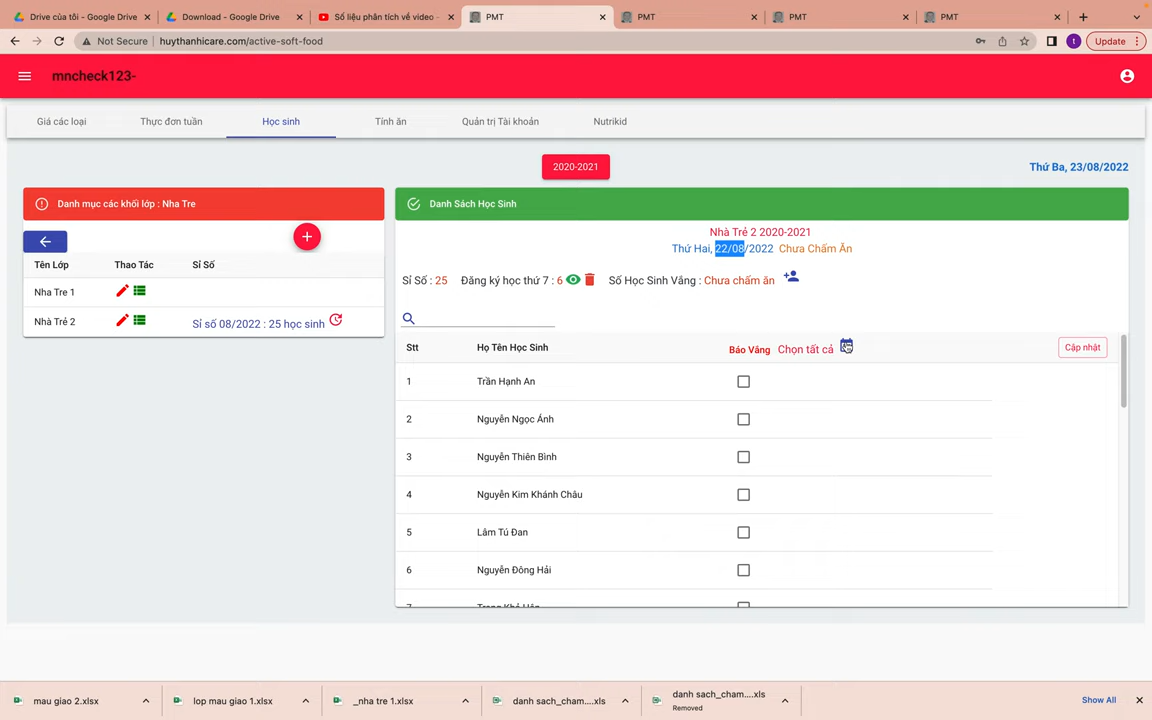 Drive của tôi - Google Drive
Download - Google Drive
Số liệu phân tích về video -
PMT
PMT
PMT
PMT
Not Secure
huythanhicare.com/active-soft-food
t
Update
mncheck123-
Giá các loại
Thực đơn tuần
Học sinh
Tính ăn
Quản trị Tài khoản
Nutrikid
2020-2021
Thứ Ba, 23/08/2022
Danh mục các khối lớp : Nha Tre
Danh Sách Học Sinh
Nhà Trẻ 2 2020-2021
Thứ Hai, 22/08/2022 Chưa Chấm Ăn
Tên Lớp
Thao Tác
Sỉ Số
Sỉ Số : 25
Đăng ký học thứ 7 : 6
Số Học Sinh Vắng : Chưa chấm ăn
Nha Tre 1
Nhà Trẻ 2
Sỉ số 08/2022 : 25 học sinh
Stt
Họ Tên Học Sinh
Báo Vắng
Chọn tất cả
Cập nhật
1
Trần Hạnh An
2
Nguyễn Ngọc Ánh
3
Nguyễn Thiên Bình
4
Nguyễn Kim Khánh Châu
5
Lâm Tú Đan
6
Nguyễn Đông Hải
mau giao 2.xlsx
lop mau giao 1.xlsx
_nha tre 1.xlsx
danh sach_cham....xls
danh sach_cham....xls
Removed
Show All